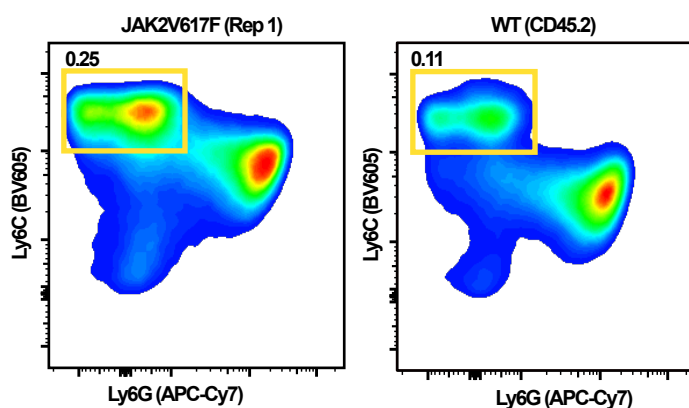 JAK2V617F (Rep 1)
0.25
Ly6C (BV605)
Ly6G (APC-Cy7)
WT (CD45.2)
0.11
Ly6C (BV605)
Ly6G (APC-Cy7)